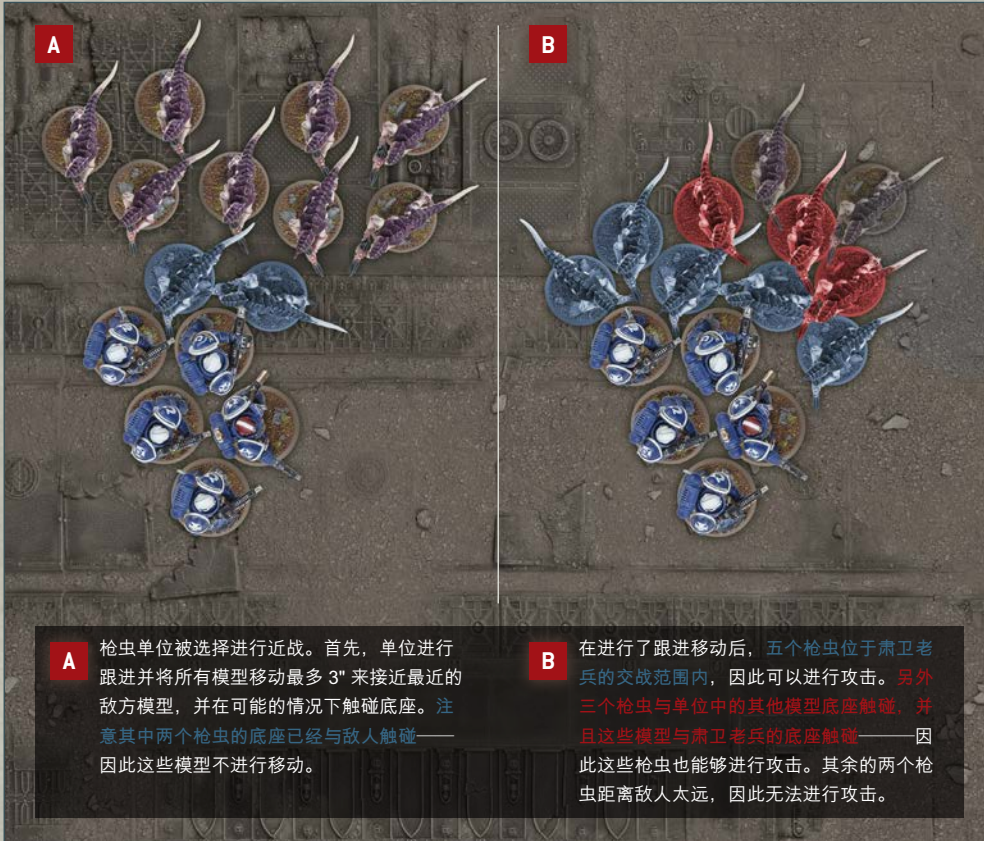 A
B
A
枪虫单位被选择进行近战。首先，单位进行
跟进并将所有模型移动最多 3" 来接近最近的
敌方模型，并在可能的情况下触碰底座。注
意其中两个枪虫的底座已经与敌人触碰——
因此这些模型不进行移动。
B
在进行了跟进移动后，五个枪虫位于肃卫老
兵的交战范围内，因此可以进行攻击。另外
三个枪虫与单位中的其他模型底座触碰，并
且这些模型与肃卫老兵的底座触碰———因
此这些枪虫也能够进行攻击。其余的两个枪
虫距离敌人太远，因此无法进行攻击。